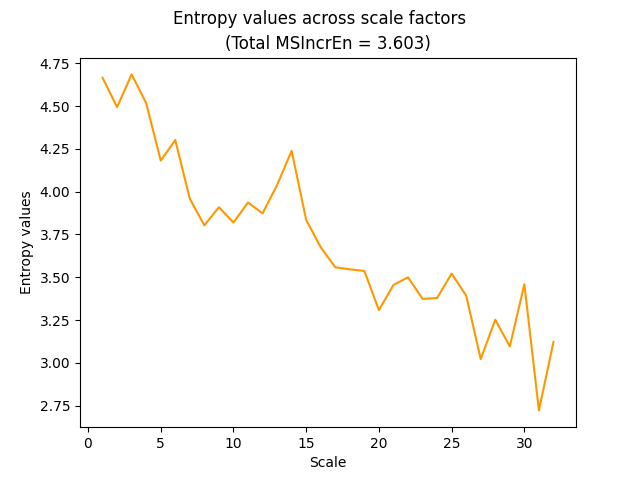 Entropy values across scale factors
(Total MSIncrEn = 3.603)
4.75
4.50
4.25
4.00
3.75
3.50
3.25
3.00
2.75
Entropy values
0 5 10 15 20 25 30
Scale